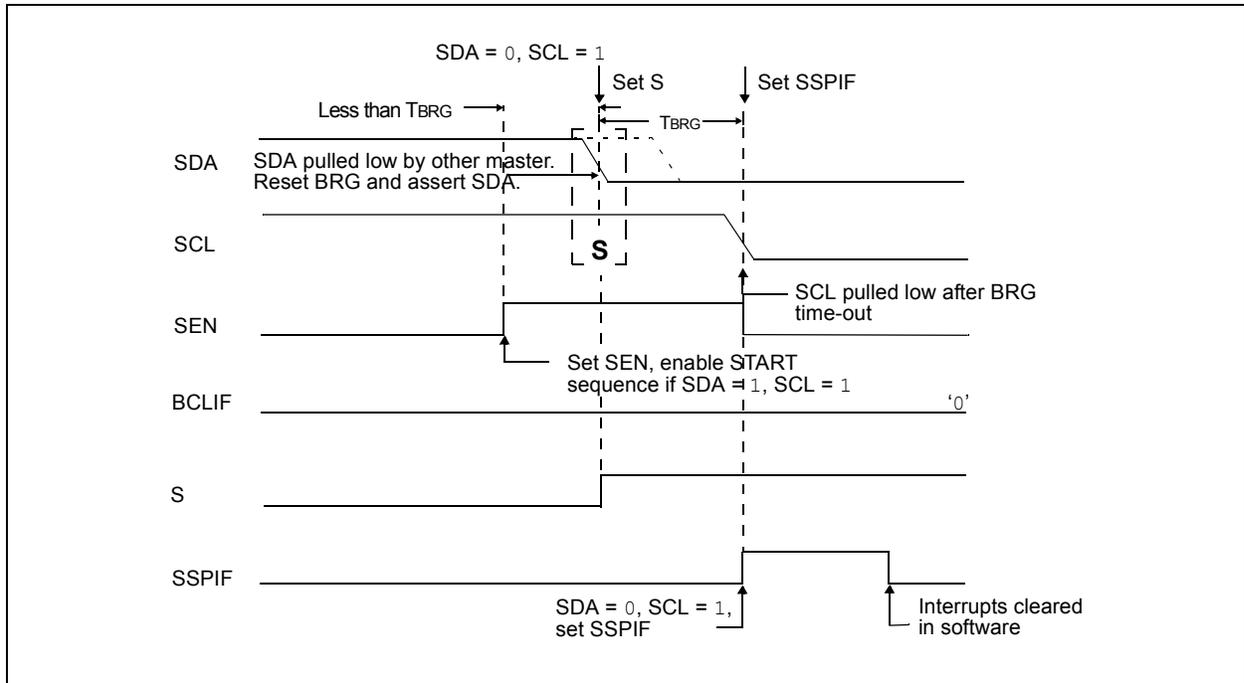 SDA = 0, SCL = 1
Set S
Set SSPIF
Less than TBRG
TBRG
SDA
SDA pulled low by other master.
Reset BRG and assert SDA.
SCL
S
SCL pulled low after BRG
time-out
SEN
Set SEN, enable START
sequence if SDA = 1, SCL = 1
BCLIF
‘0’
S
SSPIF
SDA = 0, SCL = 1,
set SSPIF
Interrupts cleared
in software